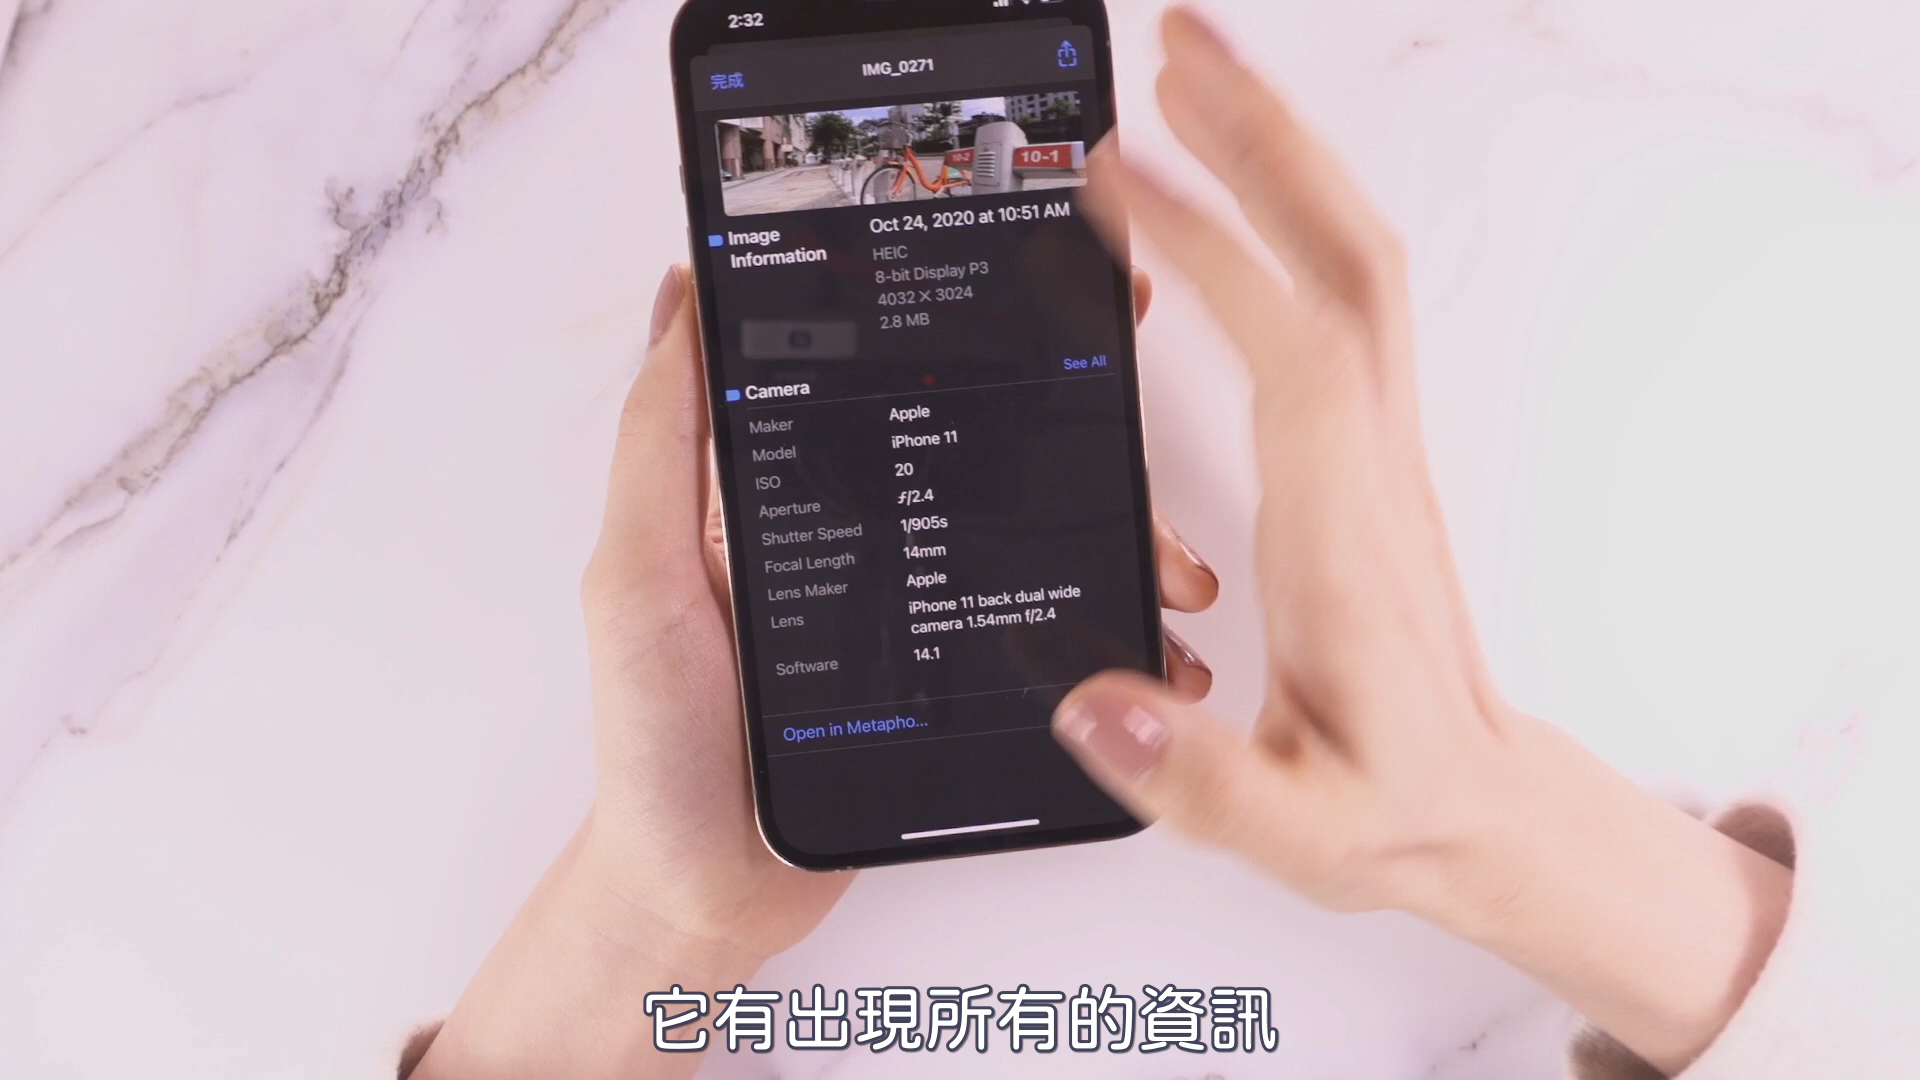 2:32
完成
IMG_0271
10-2
10-1
Image
Information
Oct 24, 2020 at 10:51 AM
HEIC
8-bit Display P3
4032 × 3024
2.8 MB
See All
Camera
Maker Apple
Model iPhone 11
ISO 20
Aperture ƒ/2.4
Shutter Speed 1/905s
Focal Length 14mm
Lens Maker Apple
Lens iPhone 11 back dual wide
camera 1.54mm f/2.4
Software 14.1
Open in Metapho...
它有出現所有的資訊